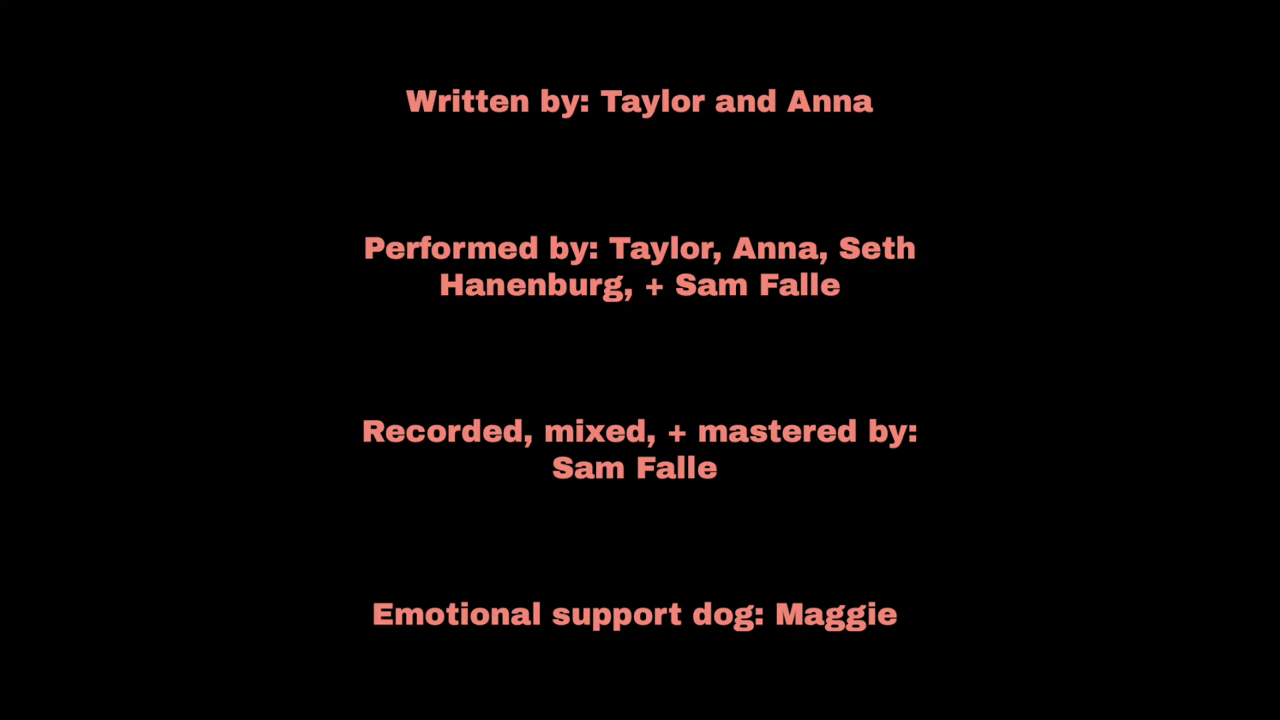 Written by: Taylor and Anna
Performed by: Taylor, Anna, Seth
Hanenburg, + Sam Falle
Recorded, mixed, + mastered by:
Sam Falle
Emotional support dog: Maggie